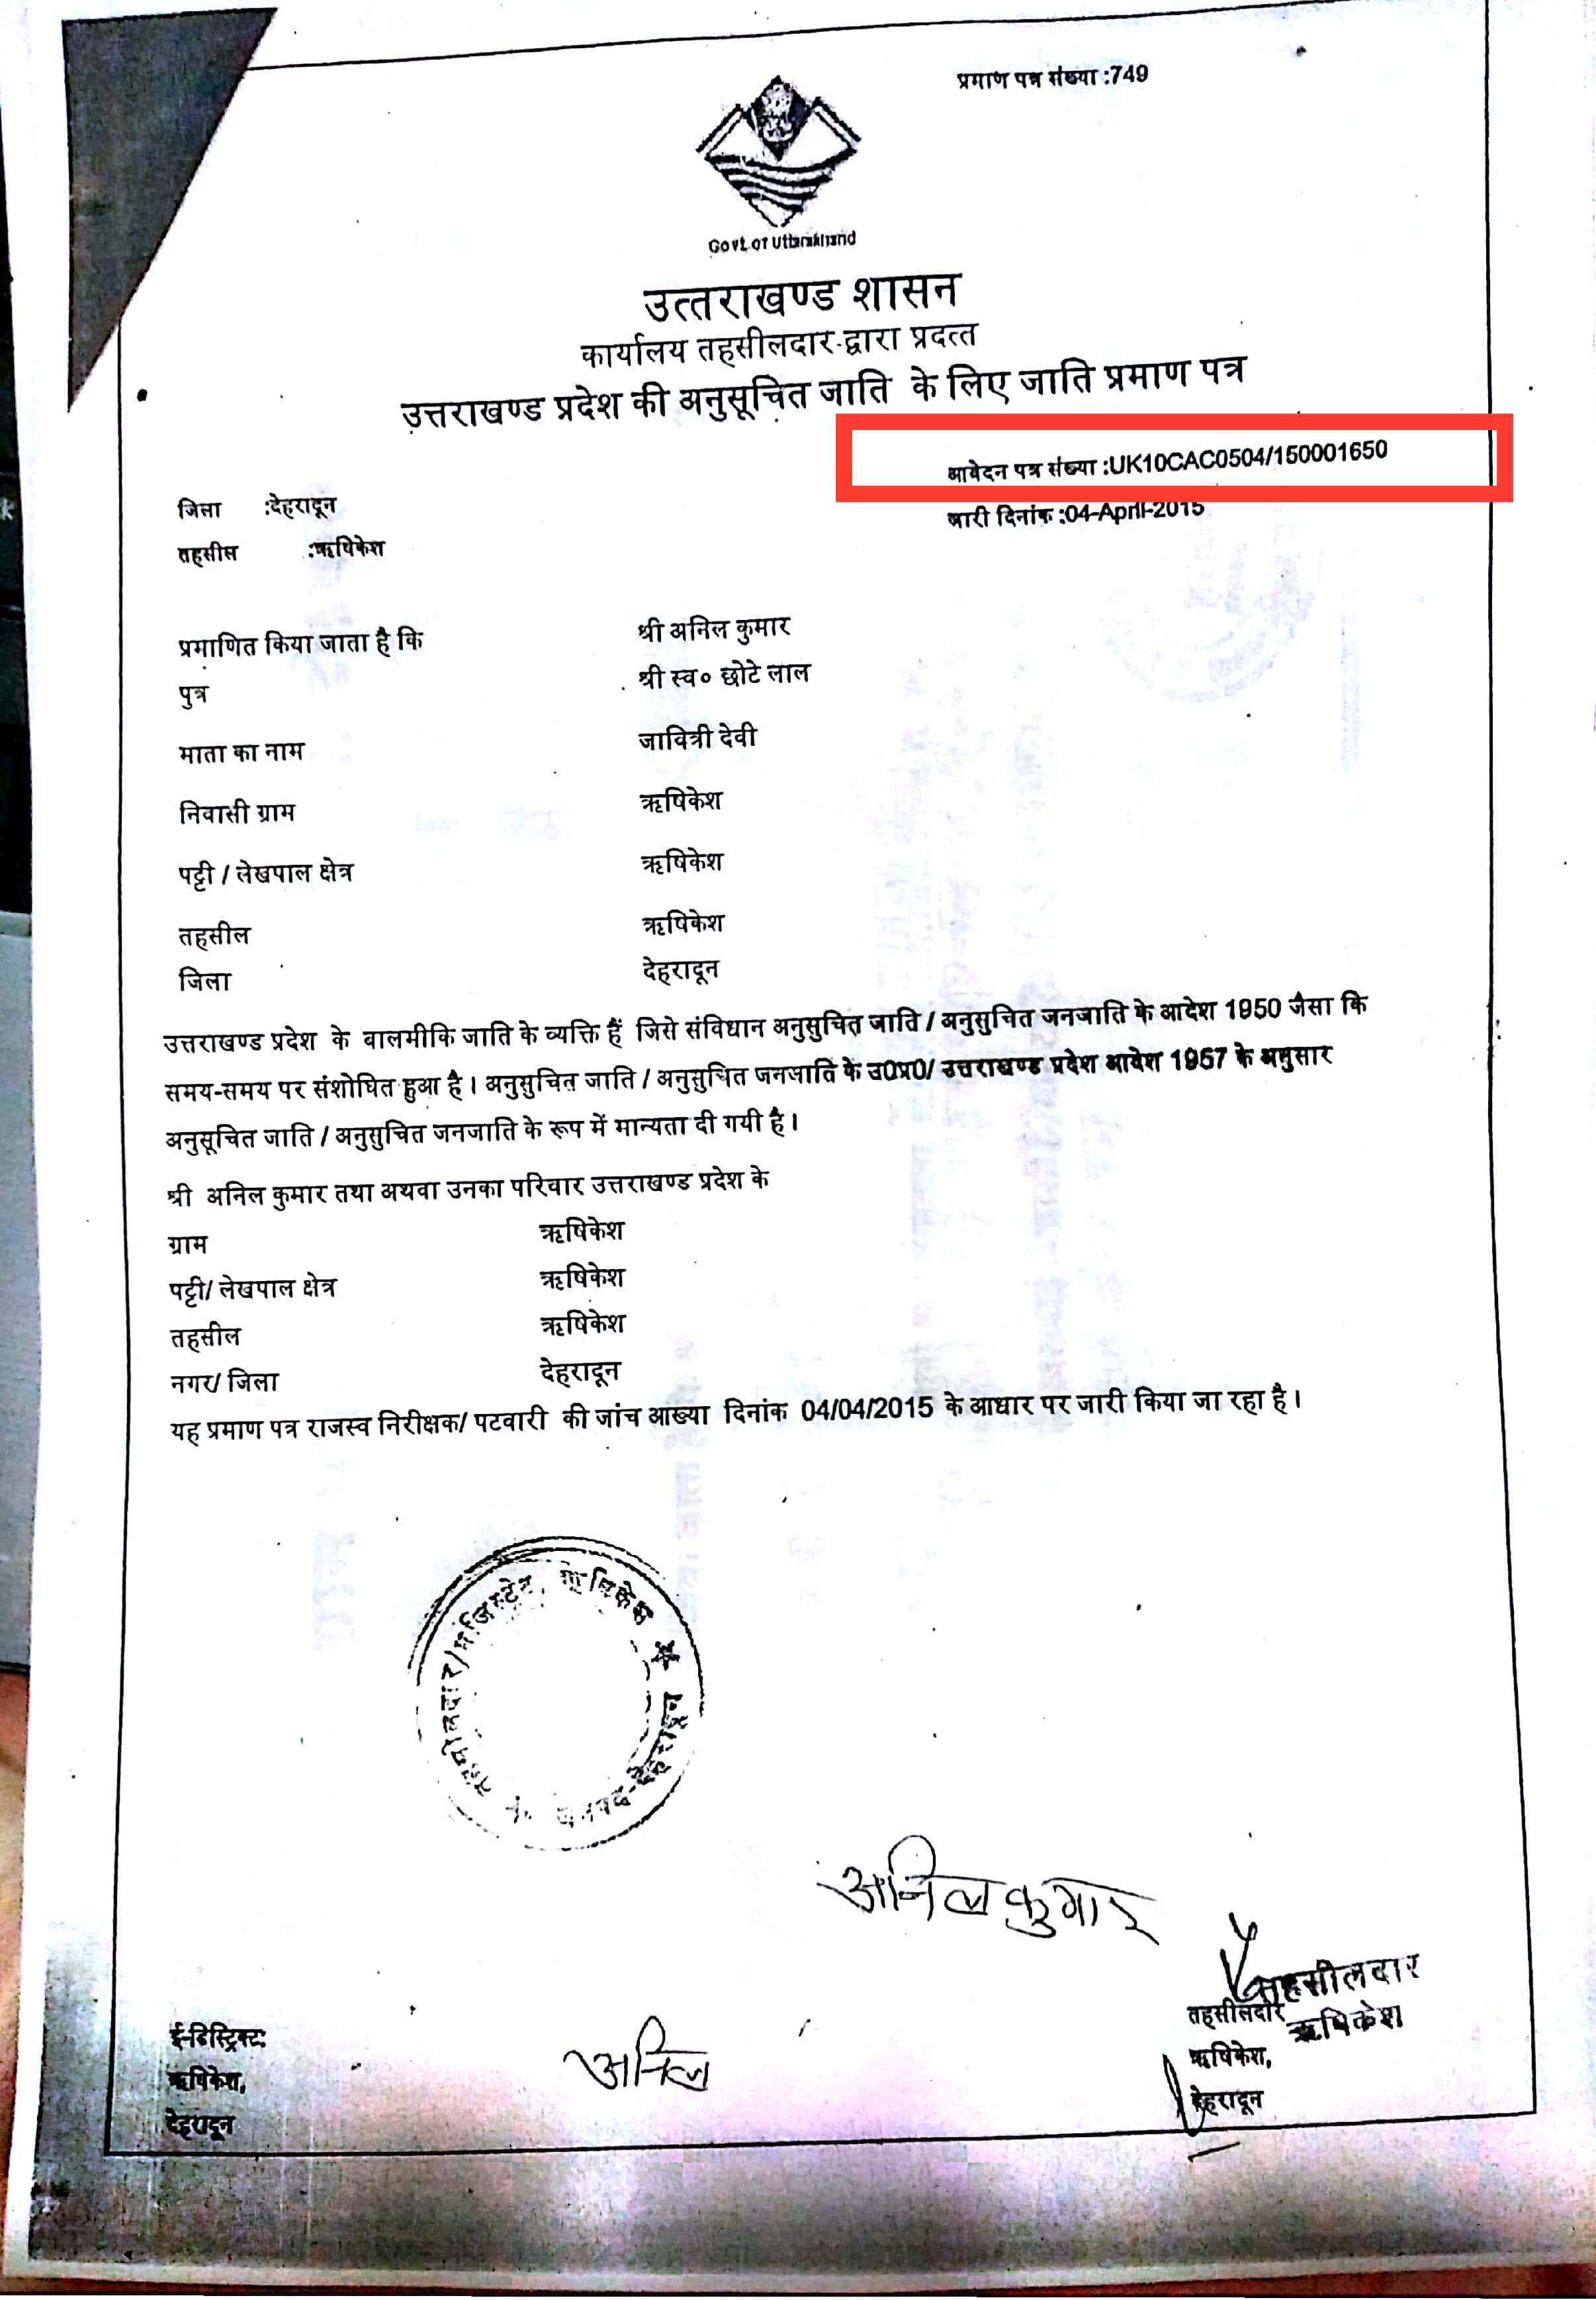 प्रमाण पत्र संख्या :749
Govt. of Uttarakhand
उत्तराखण्ड शासन
कार्यालय तहसीलदार द्वारा प्रदत्त
उत्तराखण्ड प्रदेश की अनुसूचित जाति के लिए जाति प्रमाण पत्र
आवेदन पत्र संख्या :UK10CAC0504/150001650
जिला :देहरादून
जारी दिनांक :04-April-2015
तहसील :ऋषिकेश
प्रमाणित किया जाता है कि श्री अनिल कुमार
पुत्र श्री स्व० छोटे लाल
माता का नाम जावित्री देवी
निवासी ग्राम ऋषिकेश
पट्टी / लेखपाल क्षेत्र ऋषिकेश
तहसील ऋषिकेश
जिला देहरादून
उत्तराखण्ड प्रदेश के वालमीकि जाति के व्यक्ति हैं जिसे संविधान अनुसुचित जाति / अनुसुचित जनजाति के आदेश 1950 जैसा कि
समय-समय पर संशोधित हुआ है। अनुसुचित जाति / अनुसुचित जनजाति के उ0प्र0/ उत्तराखण्ड प्रदेश आदेश 1957 के अनुसार
अनुसूचित जाति / अनुसुचित जनजाति के रूप में मान्यता दी गयी है।
श्री अनिल कुमार तथा अथवा उनका परिवार उत्तराखण्ड प्रदेश के
ग्राम ऋषिकेश
पट्टी/ लेखपाल क्षेत्र ऋषिकेश
तहसील ऋषिकेश
नगर/ जिला देहरादून
यह प्रमाण पत्र राजस्व निरीक्षक/ पटवारी की जांच आख्या दिनांक 04/04/2015 के आधार पर जारी किया जा रहा है।
तहसीलदार/मजिस्ट्रेट ऋषिकेश
जनपद-देहरादून
अनिल कुमार
तहसीलदार
ऋषिकेश
ई-डिस्ट्रिक्ट:
ऋषिकेश,
देहरादून
अनिल
तहसीलदार
ऋषिकेश,
देहरादून